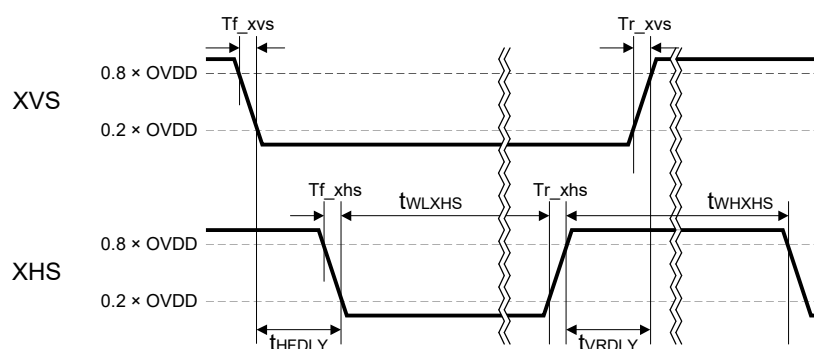 Tf_xvs
Tr_xvs
0.8 × OVDD
XVS
0.2 × OVDD
Tf_xhs
tWLXHS
Tr_xhs
tWHXHS
0.8 × OVDD
XHS
0.2 × OVDD
tHFDLY
tVRDLY